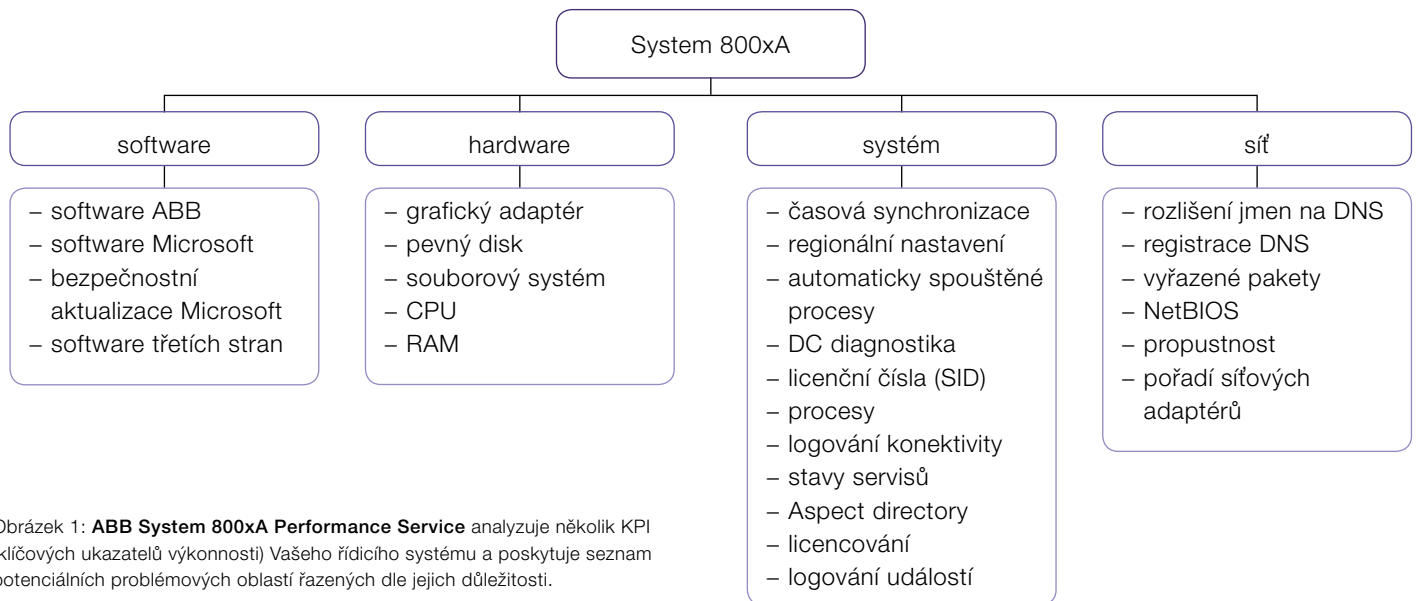 System 800xA
software
– software ABB
– software Microsoft
– bezpečnostní
aktualizace Microsoft
– software třetích stran
hardware
– grafický adaptér
– pevný disk
– souborový systém
– CPU
– RAM
systém
– časová synchronizace
– regionální nastavení
– automaticky spouštěné
procesy
– DC diagnostika
– licenční čísla (SID)
– procesy
– logování konektivity
– stavy servisů
– Aspect directory
– licencování
– logování událostí
síť
– rozlišení jmen na DNS
– registrace DNS
– vyřazené pakety
– NetBIOS
– propustnost
– pořadí síťových
adaptérů
Obrázek 1: ABB System 800xA Performance Service analyzuje několik KPI
klíčových ukazatelů výkonnosti) Vašeho řídicího systému a poskytuje seznam
potenciálních problémových oblastí řazených dle jejich důležitosti.